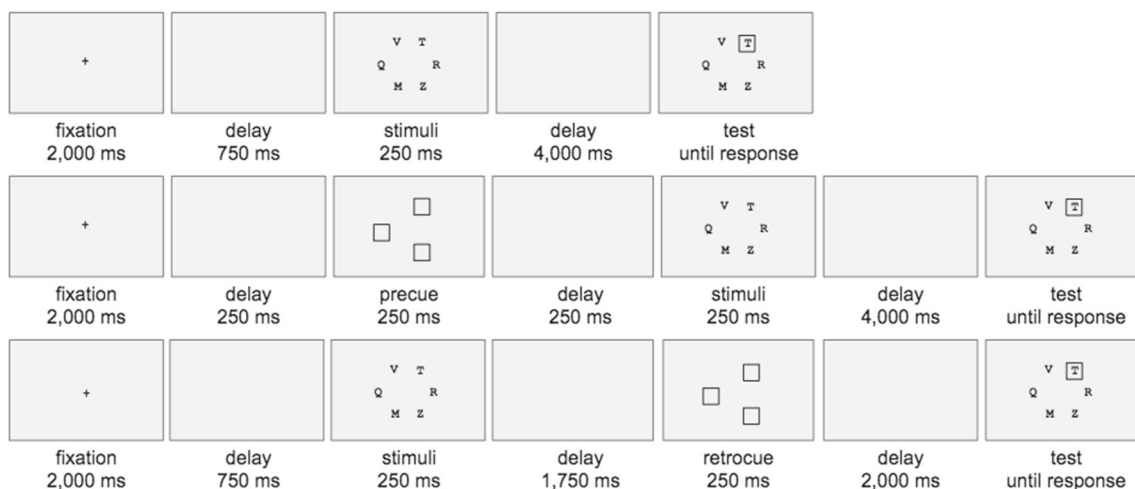 +
V T
Q R
M Z
V T
Q R
M Z
fixation delay stimuli delay test
2,000 ms 750 ms 250 ms 4,000 ms until response
+
V T
Q R
M Z
V T
Q R
M Z
fixation delay precue delay stimuli delay test
2,000 ms 250 ms 250 ms 250 ms 250 ms 4,000 ms until response
+
V T
Q R
M Z
V T
Q R
M Z
fixation delay stimuli delay retrocue delay test
2,000 ms 750 ms 250 ms 1,750 ms 250 ms 2,000 ms until response